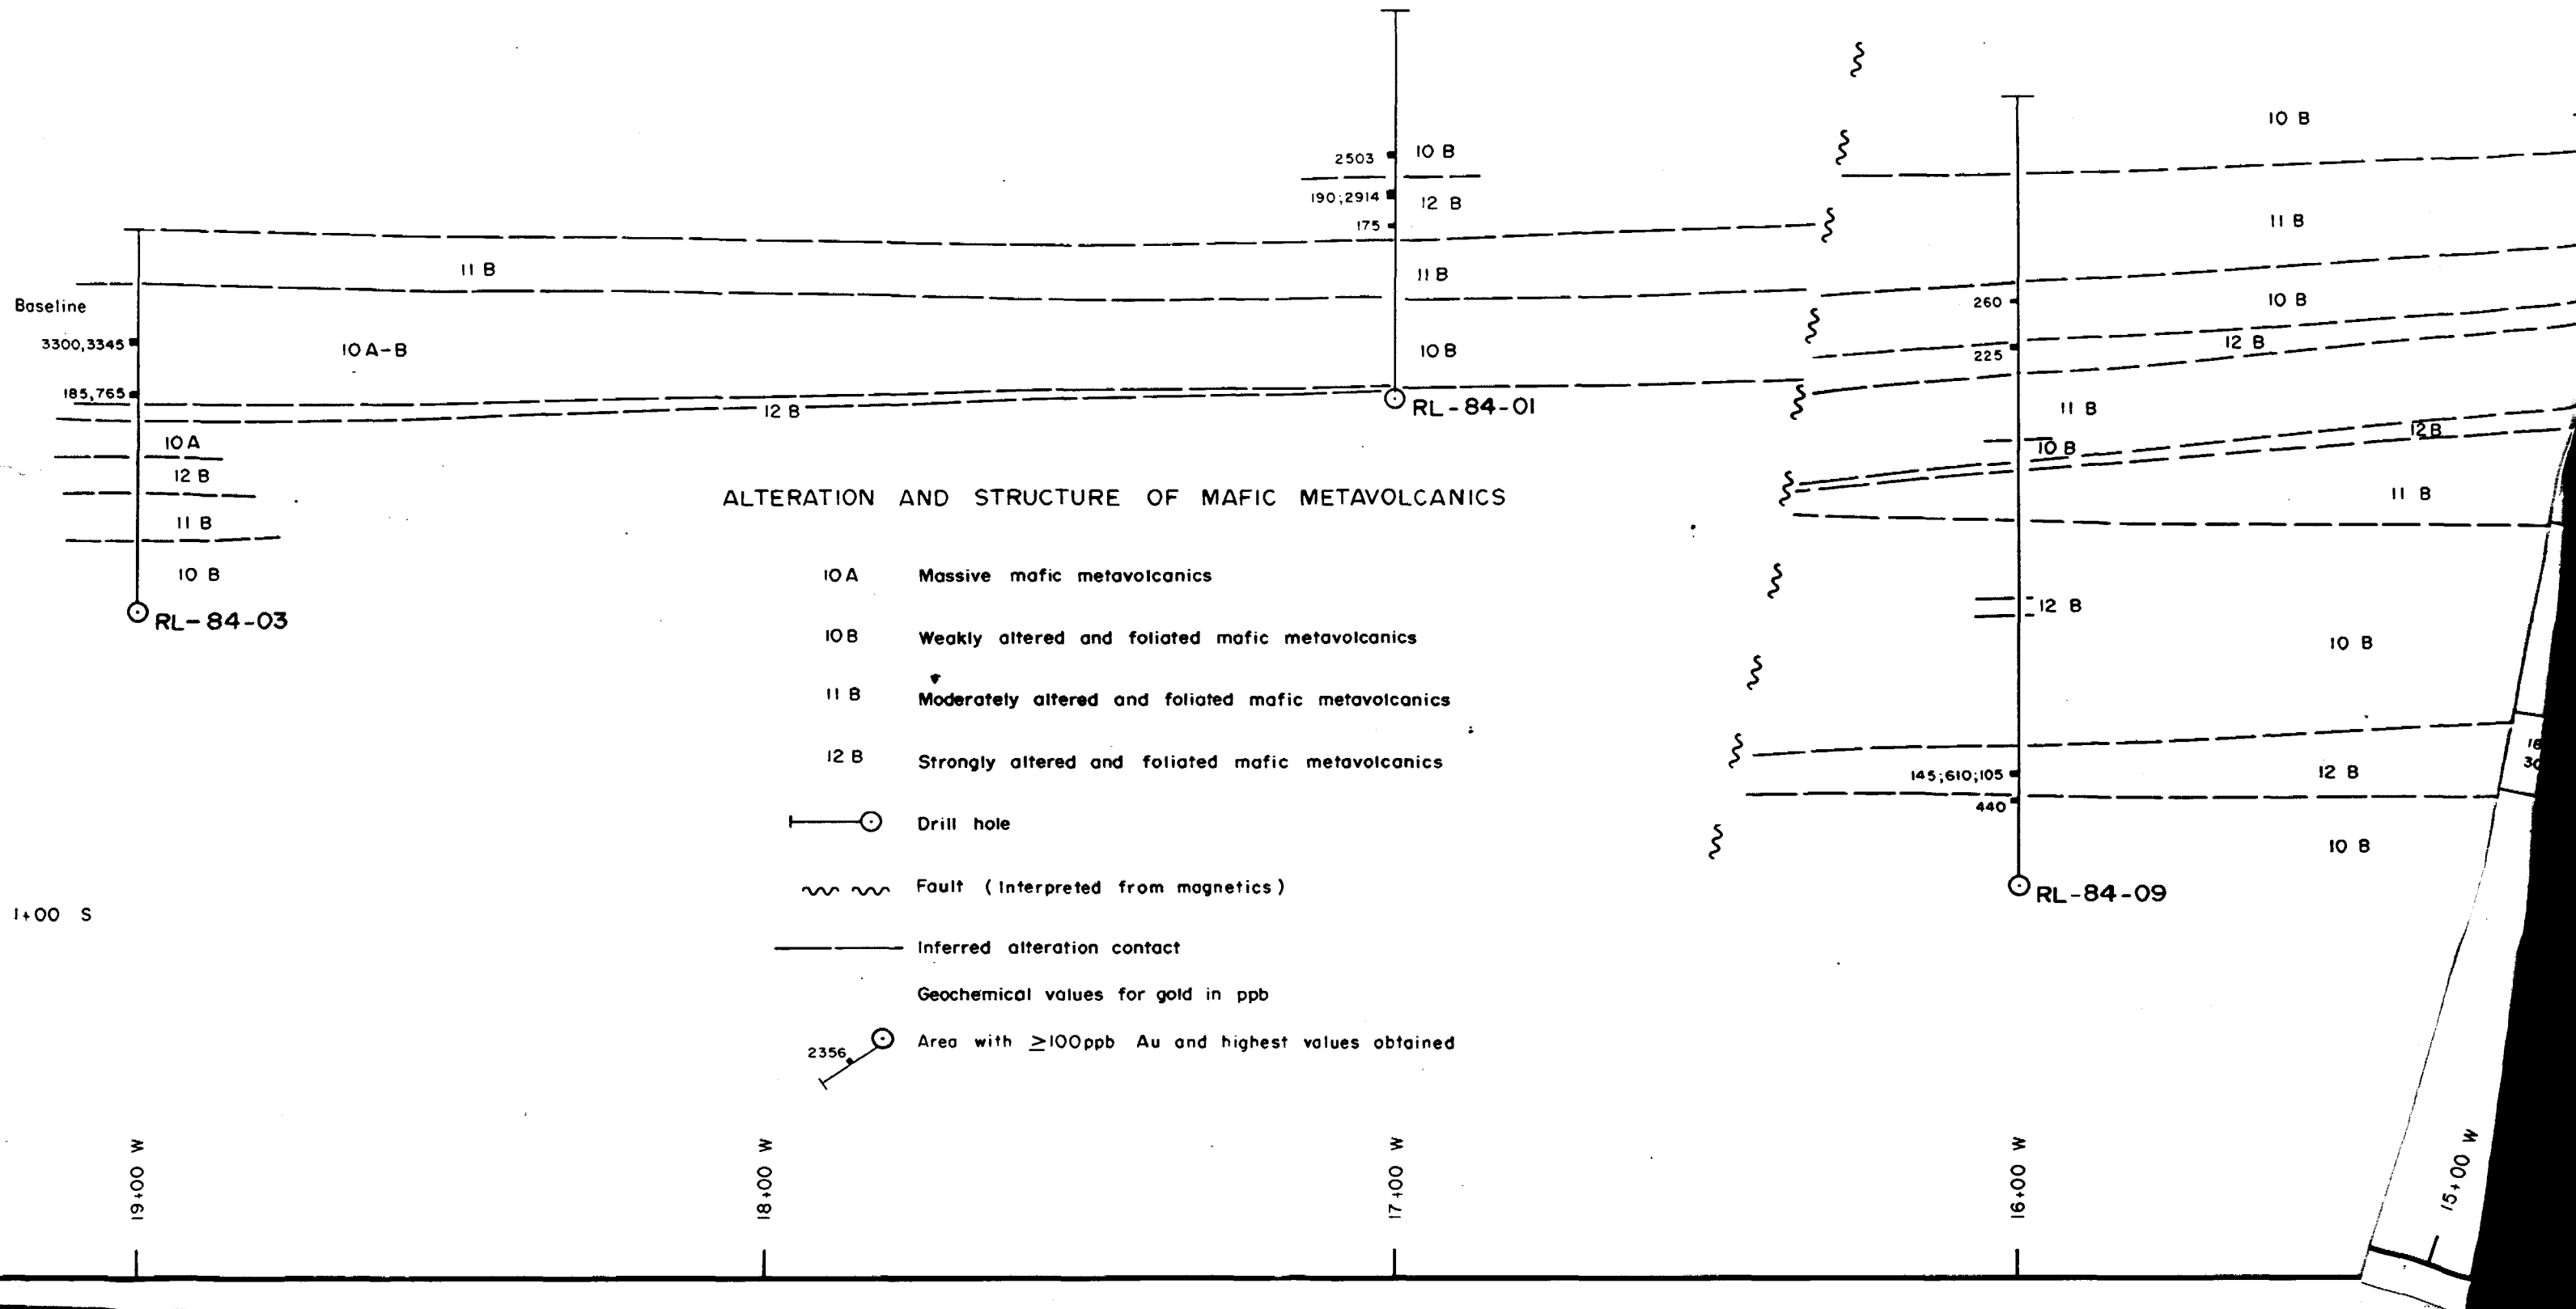 10 B
2503
10 B
190;2914
12 B
175
11 B
11 B
11 B
Baseline
260
10 B
3300,3345
10 A-B
10 B
225
12 B
185,765
12 B
RL-84-01
11 B
10 A
10 B
12 B
12 B
11 B
ALTERATION AND STRUCTURE OF MAFIC METAVOLCANICS
11 B
10 B
RL-84-03
10 A Massive mafic metavolcanics
10 B Weakly altered and foliated mafic metavolcanics
11 B Moderately altered and foliated mafic metavolcanics
12 B Strongly altered and foliated mafic metavolcanics
Drill hole
Fault (Interpreted from magnetics)
Inferred alteration contact
Geochemical values for gold in ppb
2356 Area with ≥100ppb Au and highest values obtained
12 B
10 B
145;610;105
12 B
440
10 B
RL-84-09
1+00 S
19+00 W
18+00 W
17+00 W
16+00 W
15+00 W